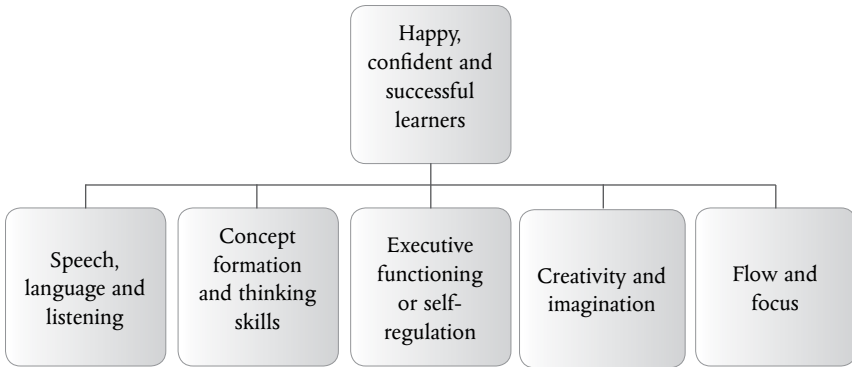 Happy,
confident and
successful
learners
Speech,
language and
listening
Concept
formation
and thinking
skills
Executive
functioning
or self-
regulation
Creativity and
imagination
Flow and
focus